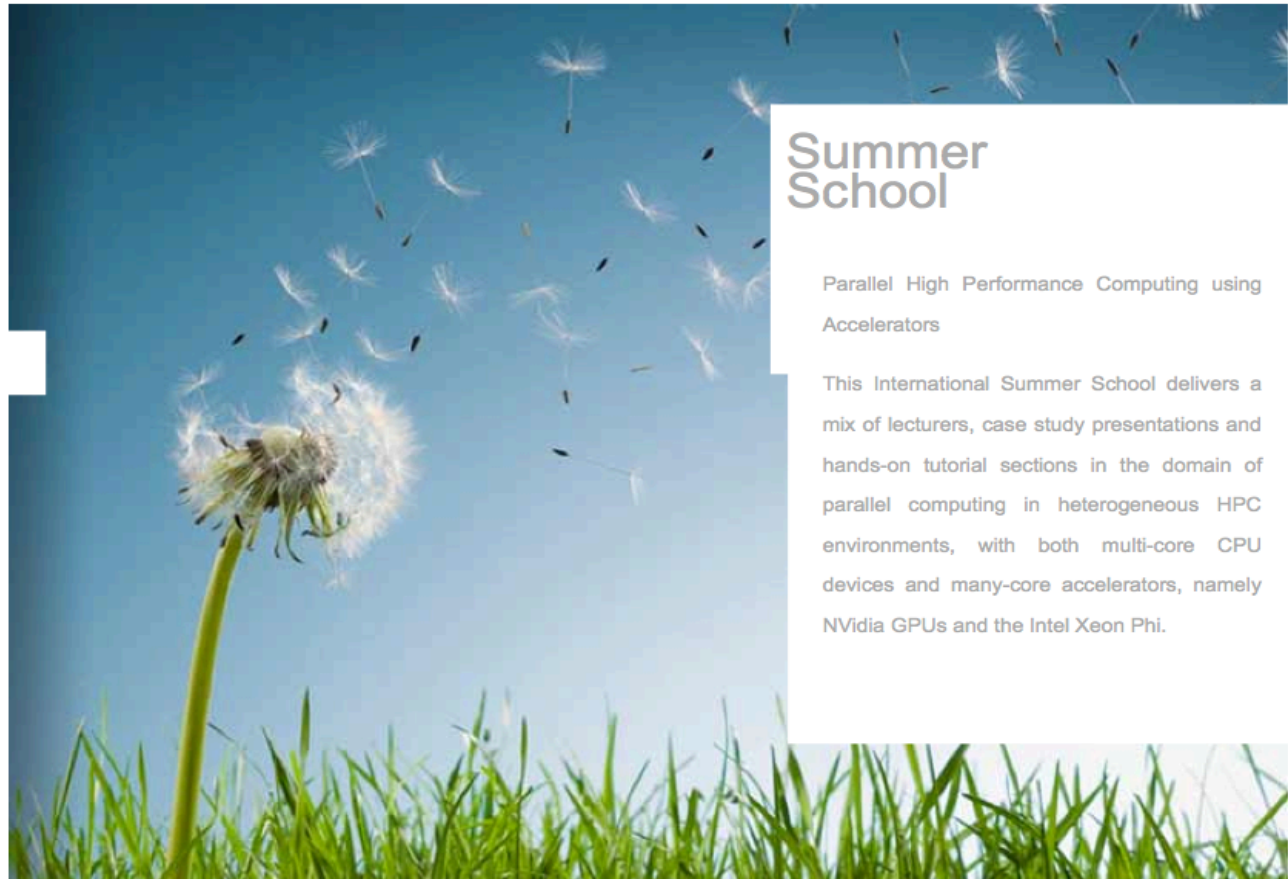 Summer
School
Parallel High Performance Computing using
Accelerators
This International Summer School delivers a
mix of lecturers, case study presentations and
hands-on tutorial sections in the domain of
parallel computing in heterogeneous HPC
environments, with both multi-core CPU
devices and many-core accelerators, namely
NVidia GPUs and the Intel Xeon Phi.